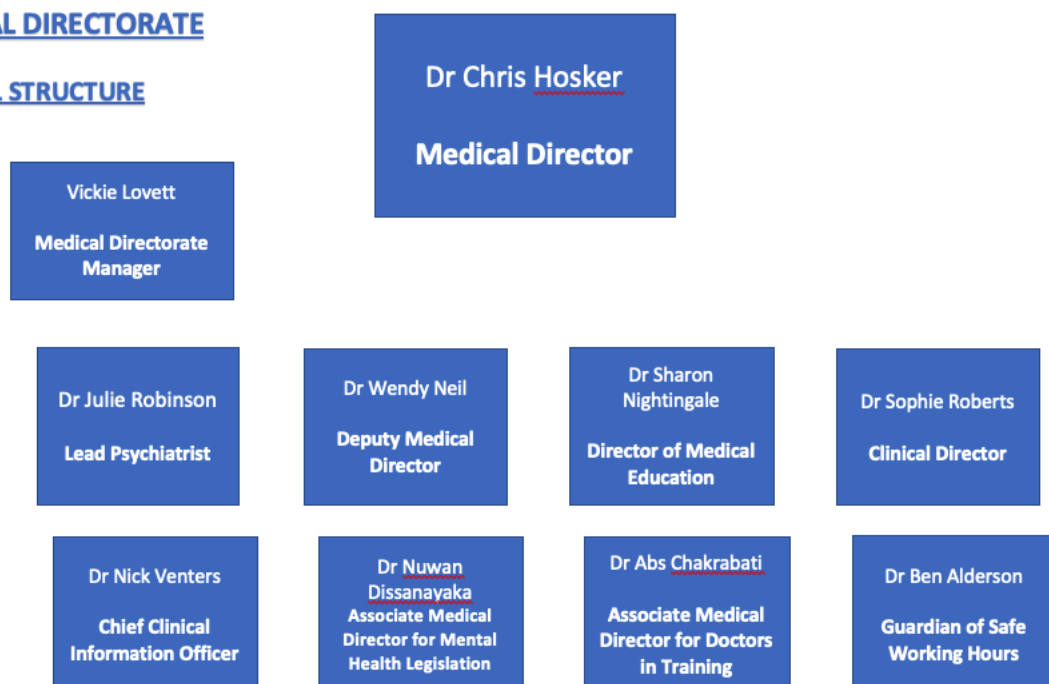 AL DIRECTORATE
L STRUCTURE
Dr Chris Hosker
Medical Director
Vickie Lovett
Medical Directorate
Manager
Dr Julie Robinson
Lead Psychiatrist
Dr Wendy Neil
Deputy Medical
Director
Dr Sharon
Nightingale
Director of Medical
Education
Dr Sophie Roberts
Clinical Director
Dr Nick Venters
Chief Clinical
Information Officer
Dr Nuwan
Dissanayaka
Associate Medical
Director for Mental
Health Legislation
Dr Abs Chakrabati
Associate Medical
Director for Doctors
in Training
Dr Ben Alderson
Guardian of Safe
Working Hours